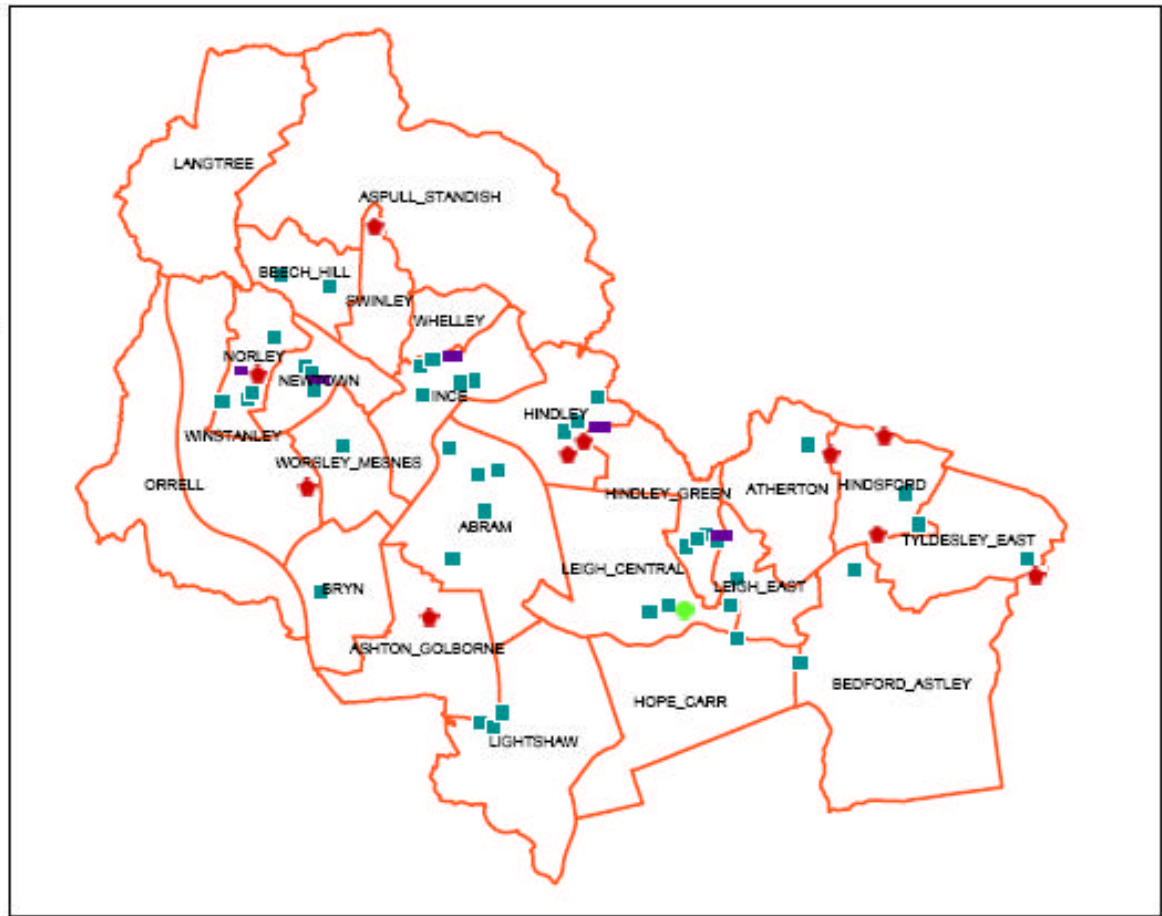 LANGTREE
ASPULL_STANDISH
BEECH_HILL
SWINLEY
WHELLEY
NORLEY
NEWTOWN
INCE
HINDLEY
WINSTANLEY
WORSLEY_MESNES
ORRELL
HINDLEY_GREEN
ATHERTON
HINDSFORD
ABRAM
TYLDESLEY_EAST
LEIGH_CENTRAL
LEIGH_EAST
BRYN
ASHTON_GOLBORNE
BEDFORD_ASTLEY
HOPE_CARR
LIGHTSHAW